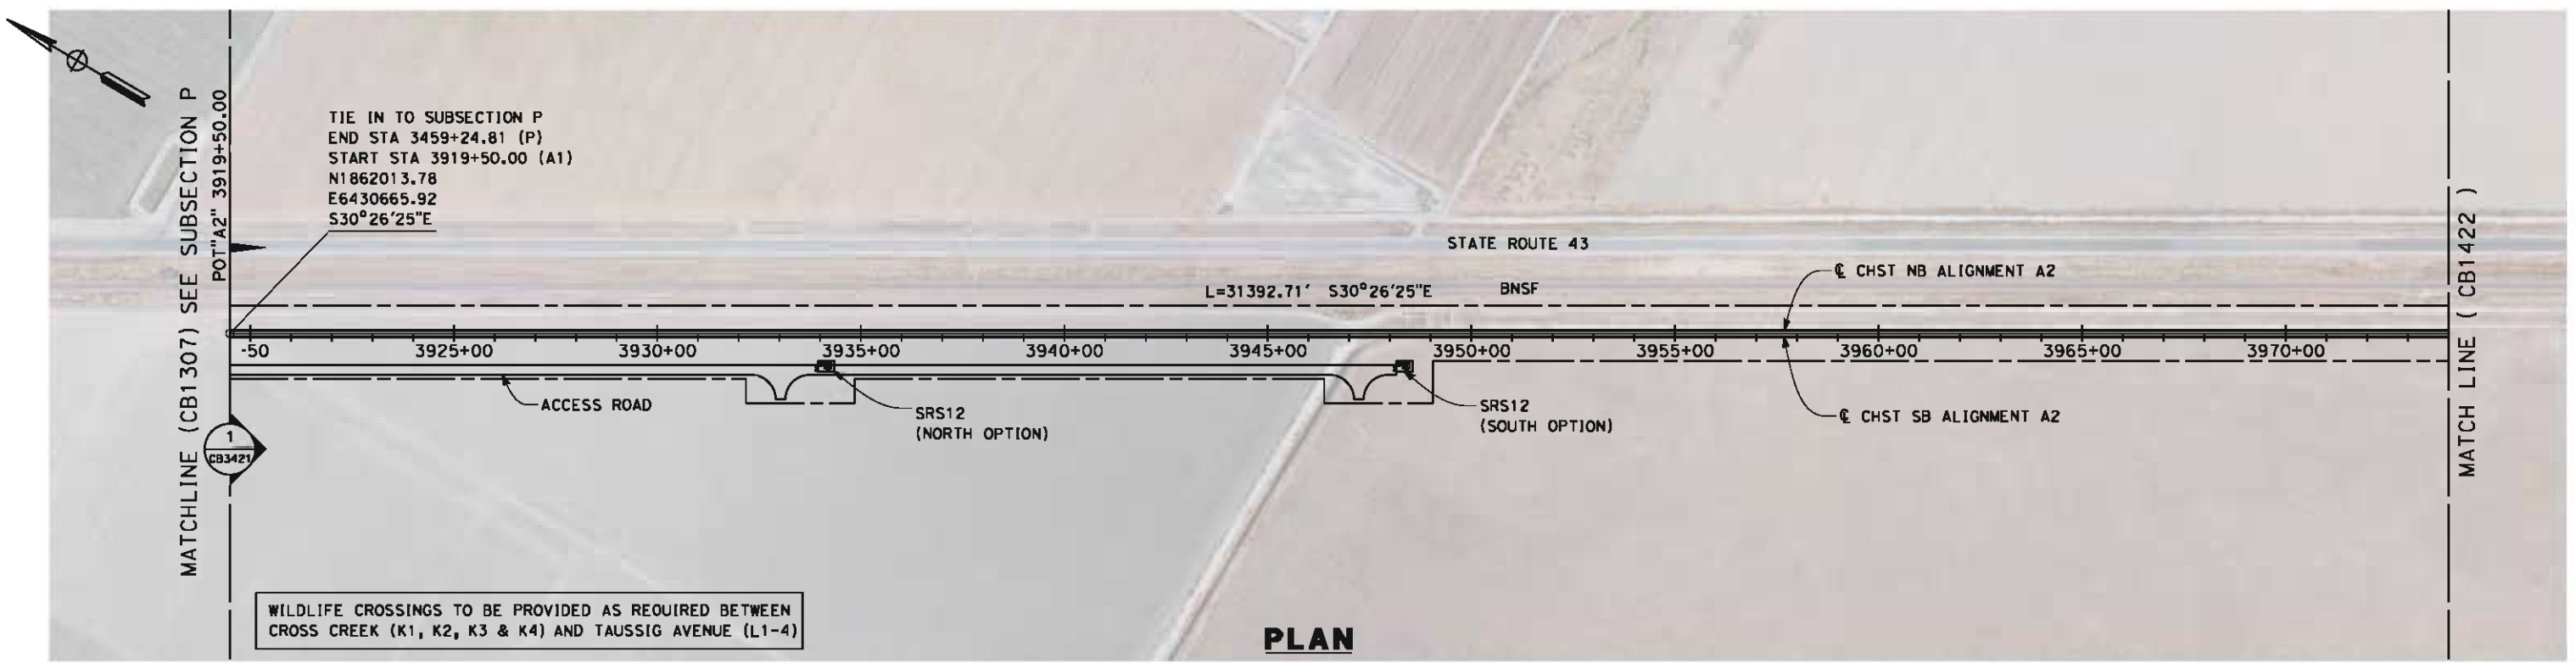 MATCHLINE (CB1307) SEE SUBSECTION P
POT"A2" 3919+50.00
TIE IN TO SUBSECTION P
END STA 3459+24.81 (P)
START STA 3919+50.00 (A1)
N1862013.78
E6430665.92
S30°26'25"E
STATE ROUTE 43
℄ CHST NB ALIGNMENT A2
L=31392.71' S30°26'25"E
BNSF
-50
3925+00
3930+00
3935+00
3940+00
3945+00
3950+00
3955+00
3960+00
3965+00
3970+00
ACCESS ROAD
SRS12
(NORTH OPTION)
SRS12
(SOUTH OPTION)
℄ CHST SB ALIGNMENT A2
1
CB3421
MATCH LINE ( CB1422 )
WILDLIFE CROSSINGS TO BE PROVIDED AS REQUIRED BETWEEN
CROSS CREEK (K1, K2, K3 & K4) AND TAUSSIG AVENUE (L1-4)
PLAN